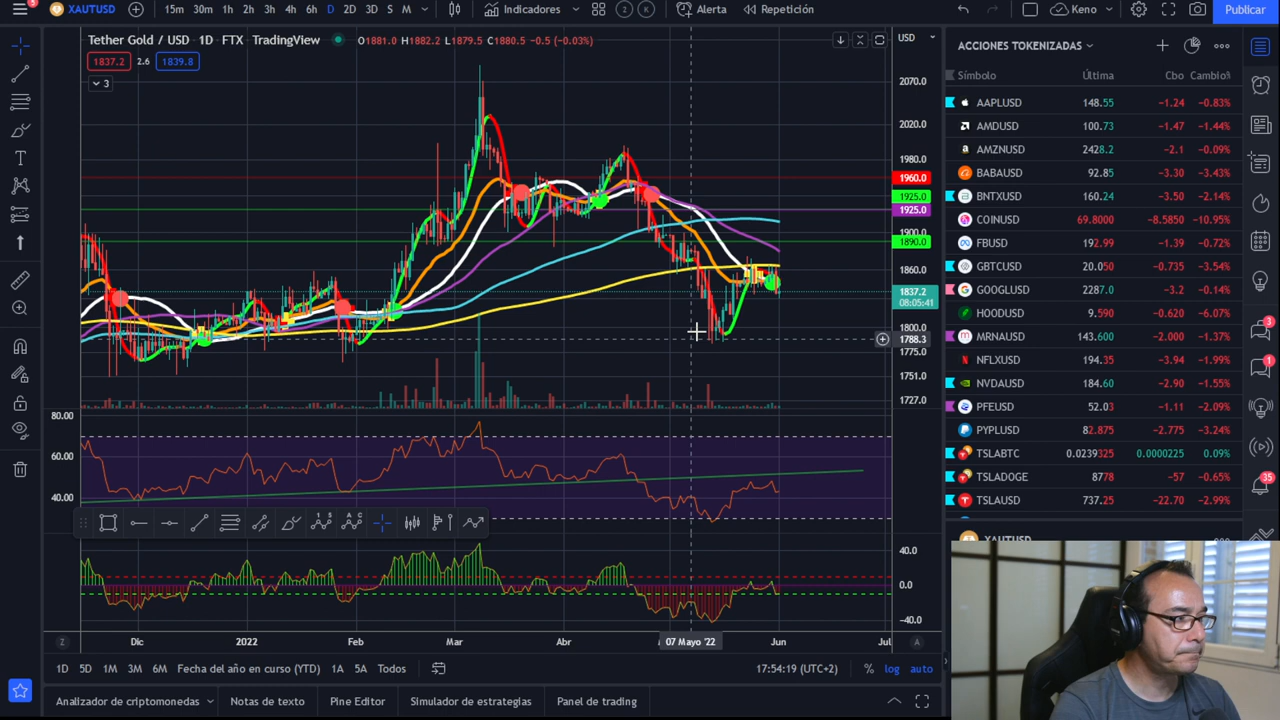 5 XAUTUSD 15m 30m 1h 2h 3h 4h 6h D 2D 3D S M Indicadores 2 K Alerta Repetición Keno Publicar
Tether Gold / USD 1D FTX TradingView O1881.0 H1882.2 L1879.5 C1880.5 -0.5 (-0.03%) USD
1837.2 2.6 1839.8
3
2070.0
2020.0
1980.0
1960.0
1925.0
1925.0
1900.0
1890.0
1860.0
1837.2
08:05:41
1800.0
1788.3
1775.0
1751.0
1727.0
80.00
60.00
40.00
40.0
0.0
-40.0
Dic 2022 Feb Mar Abr 07 Mayo '22 Jun Jul
Z A
1D 5D 1M 3M 6M Fecha del año en curso (YTD) 1A 5A Todos 17:54:19 (UTC+2) % log auto
Analizador de criptomonedas Notas de texto Pine Editor Simulador de estrategias Panel de trading
ACCIONES TOKENIZADAS
Símbolo Última Cbo Cambio%
AAPLUSD 148.55 −1.24 −0.83%
AMDUSD 100.73 −1.47 −1.44%
AMZNUSD 2428.2 −2.1 −0.09%
BABAUSD 92.85 −3.30 −3.43%
BNTXUSD 160.24 −3.50 −2.14%
COINUSD 69.8000 −8.5850 −10.95%
FBUSD 192.99 −1.39 −0.72%
GBTCUSD 20.050 −0.735 −3.54%
GOOGLUSD 2287.0 −3.2 −0.14%
HOODUSD 9.590 −0.620 −6.07%
MRNAUSD 143.600 −2.000 −1.37%
NFLXUSD 194.35 −3.94 −1.99%
NVDAUSD 184.60 −2.90 −1.55%
PFEUSD 52.03 −1.11 −2.09%
PYPLUSD 82.875 −2.775 −3.24%
TSLABTC 0.0239325 0.0000225 0.09%
TSLADOGE 8778 −57 −0.65%
TSLAUSD 737.25 −22.70 −2.99%
XAUTUSD
3
1
35